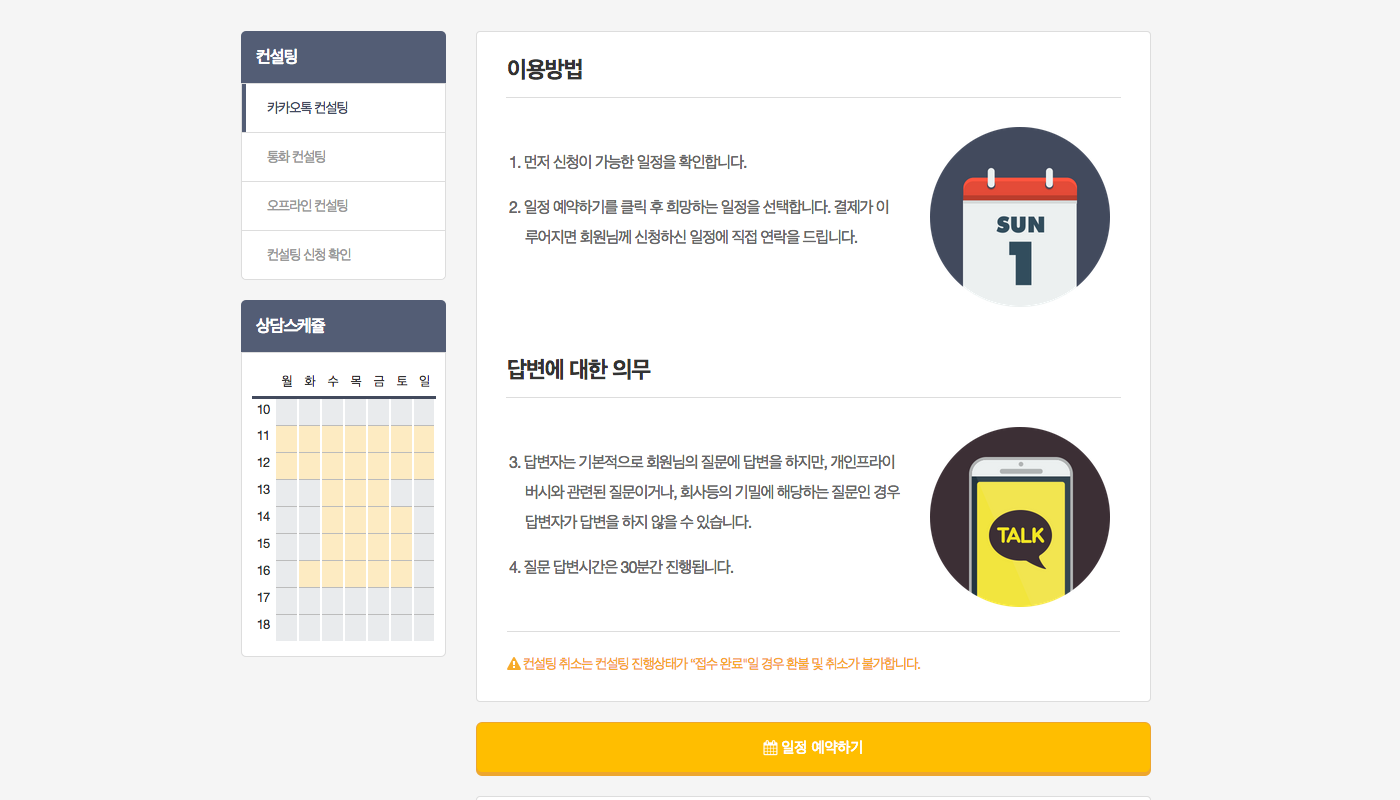 컨설팅
카카오톡 컨설팅
통화 컨설팅
오프라인 컨설팅
컨설팅 신청 확인
상담스케쥴
월 화 수 목 금 토 일
10
11
12
13
14
15
16
17
18
이용방법
1. 먼저 신청이 가능한 일정을 확인합니다.
2. 일정 예약하기를 클릭 후 희망하는 일정을 선택합니다. 결제가 이
루어지면 회원님께 신청하신 일정에 직접 연락을 드립니다.
SUN
1
답변에 대한 의무
3. 답변자는 기본적으로 회원님의 질문에 답변을 하지만, 개인프라이
버시와 관련된 질문이거나, 회사등의 기밀에 해당하는 질문인 경우
답변자가 답변을 하지 않을 수 있습니다.
4. 질문 답변시간은 30분간 진행됩니다.
TALK
컨설팅 취소는 컨설팅 진행상태가 "접수 완료"일 경우 환불 및 취소가 불가합니다.
일정 예약하기